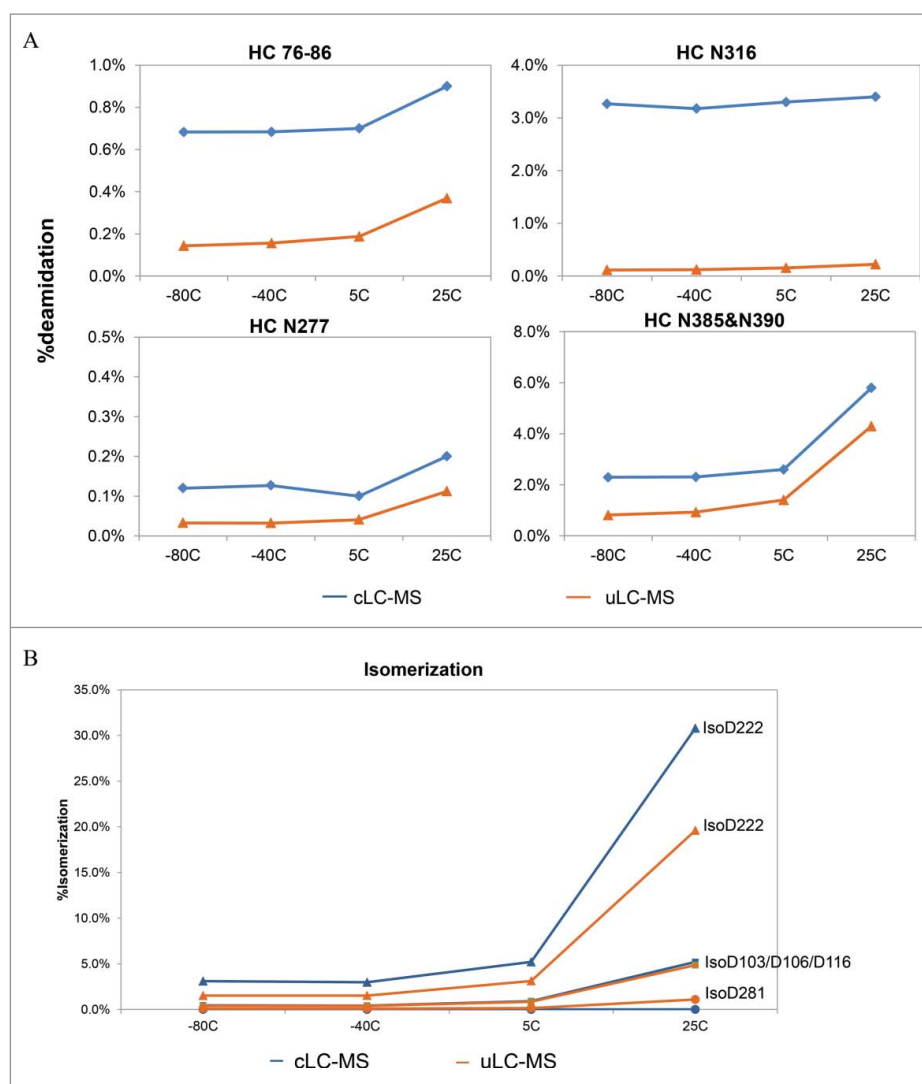 A
HC 76-86
HC N316
1.0%
0.8%
0.6%
0.4%
0.2%
0.0%
-80C -40C 5C 25C
4.0%
3.0%
2.0%
1.0%
0.0%
-80C -40C 5C 25C
%deamidation
HC N277
HC N385&N390
0.5%
0.4%
0.3%
0.2%
0.1%
0.0%
-80C -40C 5C 25C
8.0%
6.0%
4.0%
2.0%
0.0%
-80C -40C 5C 25C
cLC-MS uLC-MS
B
Isomerization
%Isomerization
35.0%
30.0%
25.0%
20.0%
15.0%
10.0%
5.0%
0.0%
IsoD222
IsoD222
IsoD103/D106/D116
IsoD281
-80C -40C 5C 25C
cLC-MS uLC-MS